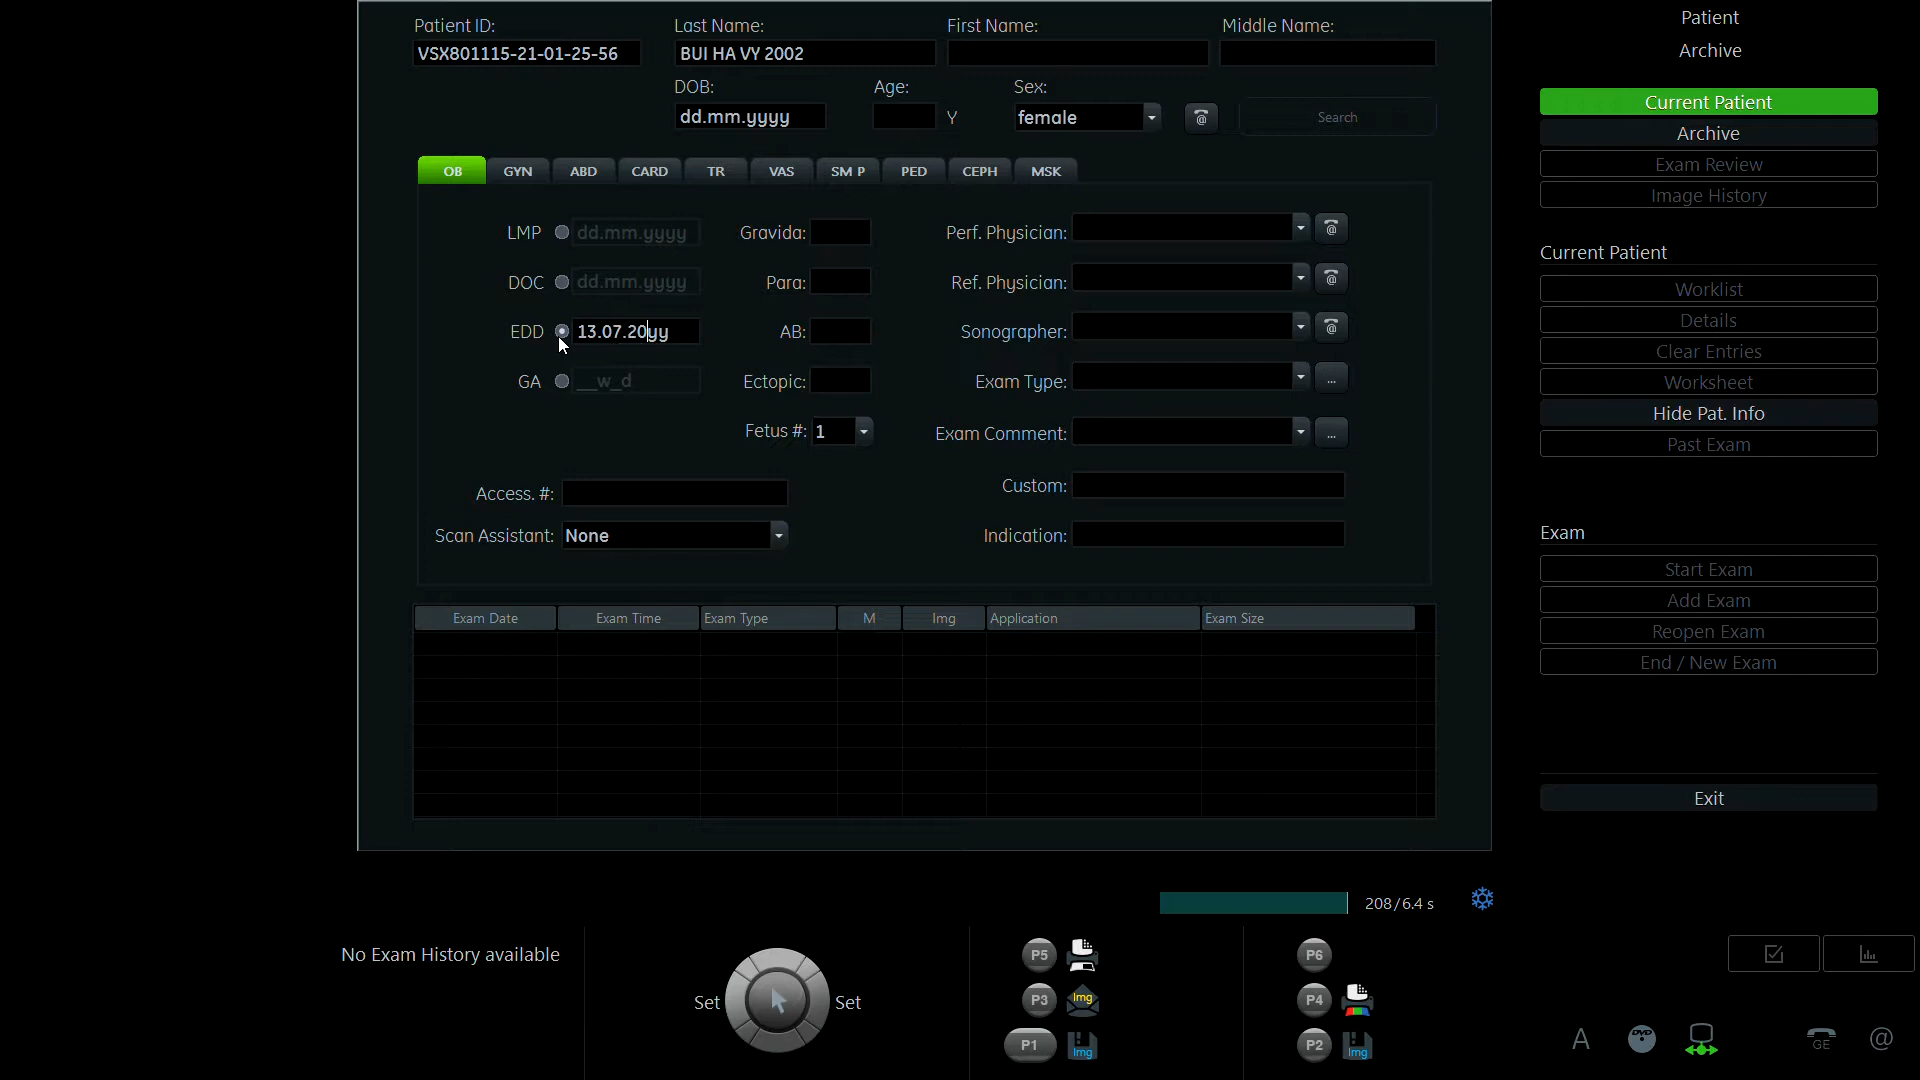 Patient ID:
Last Name:
First Name:
Middle Name:
VSX801115-21-01-25-56
BUI HA VY 2002
DOB:
Age:
Sex:
dd.mm.yyyy
Y
female
@
Search
OB
GYN
ABD
CARD
TR
VAS
SM P
PED
CEPH
MSK
LMP
dd.mm.yyyy
Gravida:
Perf. Physician:
@
DOC
dd.mm.yyyy
Para:
Ref. Physician:
@
EDD
13.07.20yy
AB:
Sonographer:
@
GA
__w_d
Ectopic:
Exam Type:
...
Fetus #:
1
Exam Comment:
...
Access. #:
Custom:
Scan Assistant:
None
Indication:
Exam Date
Exam Time
Exam Type
M
Img
Application
Exam Size
Patient
Archive
Current Patient
Archive
Exam Review
Image History
Current Patient
Worklist
Details
Clear Entries
Worksheet
Hide Pat. Info
Past Exam
Exam
Start Exam
Add Exam
Reopen Exam
End / New Exam
Exit
208/6.4 s
No Exam History available
Set
Set
P5
P6
P3
Img
P4
P1
Img
P2
Img
A
DVD
GE
@